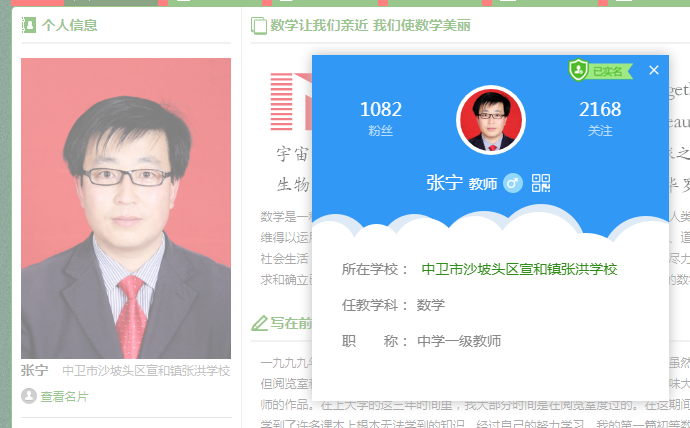 个人信息
数学让我们亲近 我们使数学美丽
已实名
1082
粉丝
2168
关注
张宁 教师
所在学校： 中卫市沙坡头区宣和镇张洪学校
任教学科： 数学
职 称： 中学一级教师
宇宙
生物
数学是一
人类
维得以运
社会生活
求和确立
的数学
写在前
张宁 中卫市沙坡头区宣和镇张洪学校
查看名片
一九九九年
虽然
但阅览室
味大
师的作品。在上大学的这三年时间里，我大部分时间是在阅览室度过的。在这期间
学到了许多课本上根本无法学到的知识，经过自己的努力学习，我的第一篇初等数